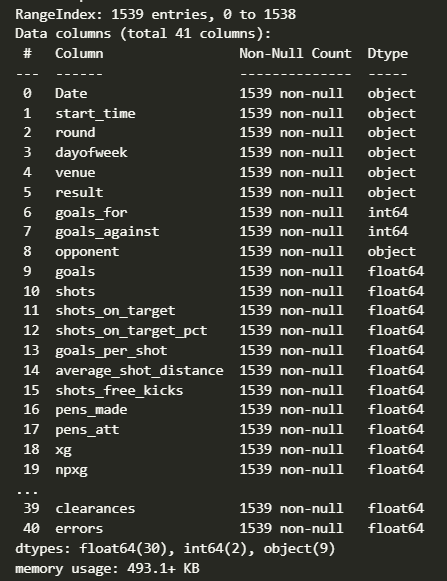 RangeIndex: 1539 entries, 0 to 1538
Data columns (total 41 columns):
 #   Column                 Non-Null Count  Dtype
---  ------                 --------------  -----
 0   Date                   1539 non-null   object
 1   start_time             1539 non-null   object
 2   round                  1539 non-null   object
 3   dayofweek              1539 non-null   object
 4   venue                  1539 non-null   object
 5   result                 1539 non-null   object
 6   goals_for              1539 non-null   int64
 7   goals_against          1539 non-null   int64
 8   opponent               1539 non-null   object
 9   goals                  1539 non-null   float64
 10  shots                  1539 non-null   float64
 11  shots_on_target        1539 non-null   float64
 12  shots_on_target_pct    1539 non-null   float64
 13  goals_per_shot         1539 non-null   float64
 14  average_shot_distance  1539 non-null   float64
 15  shots_free_kicks       1539 non-null   float64
 16  pens_made              1539 non-null   float64
 17  pens_att               1539 non-null   float64
 18  xg                     1539 non-null   float64
 19  npxg                   1539 non-null   float64
...
 39  clearances             1539 non-null   float64
 40  errors                 1539 non-null   float64
dtypes: float64(30), int64(2), object(9)
memory usage: 493.1+ KB